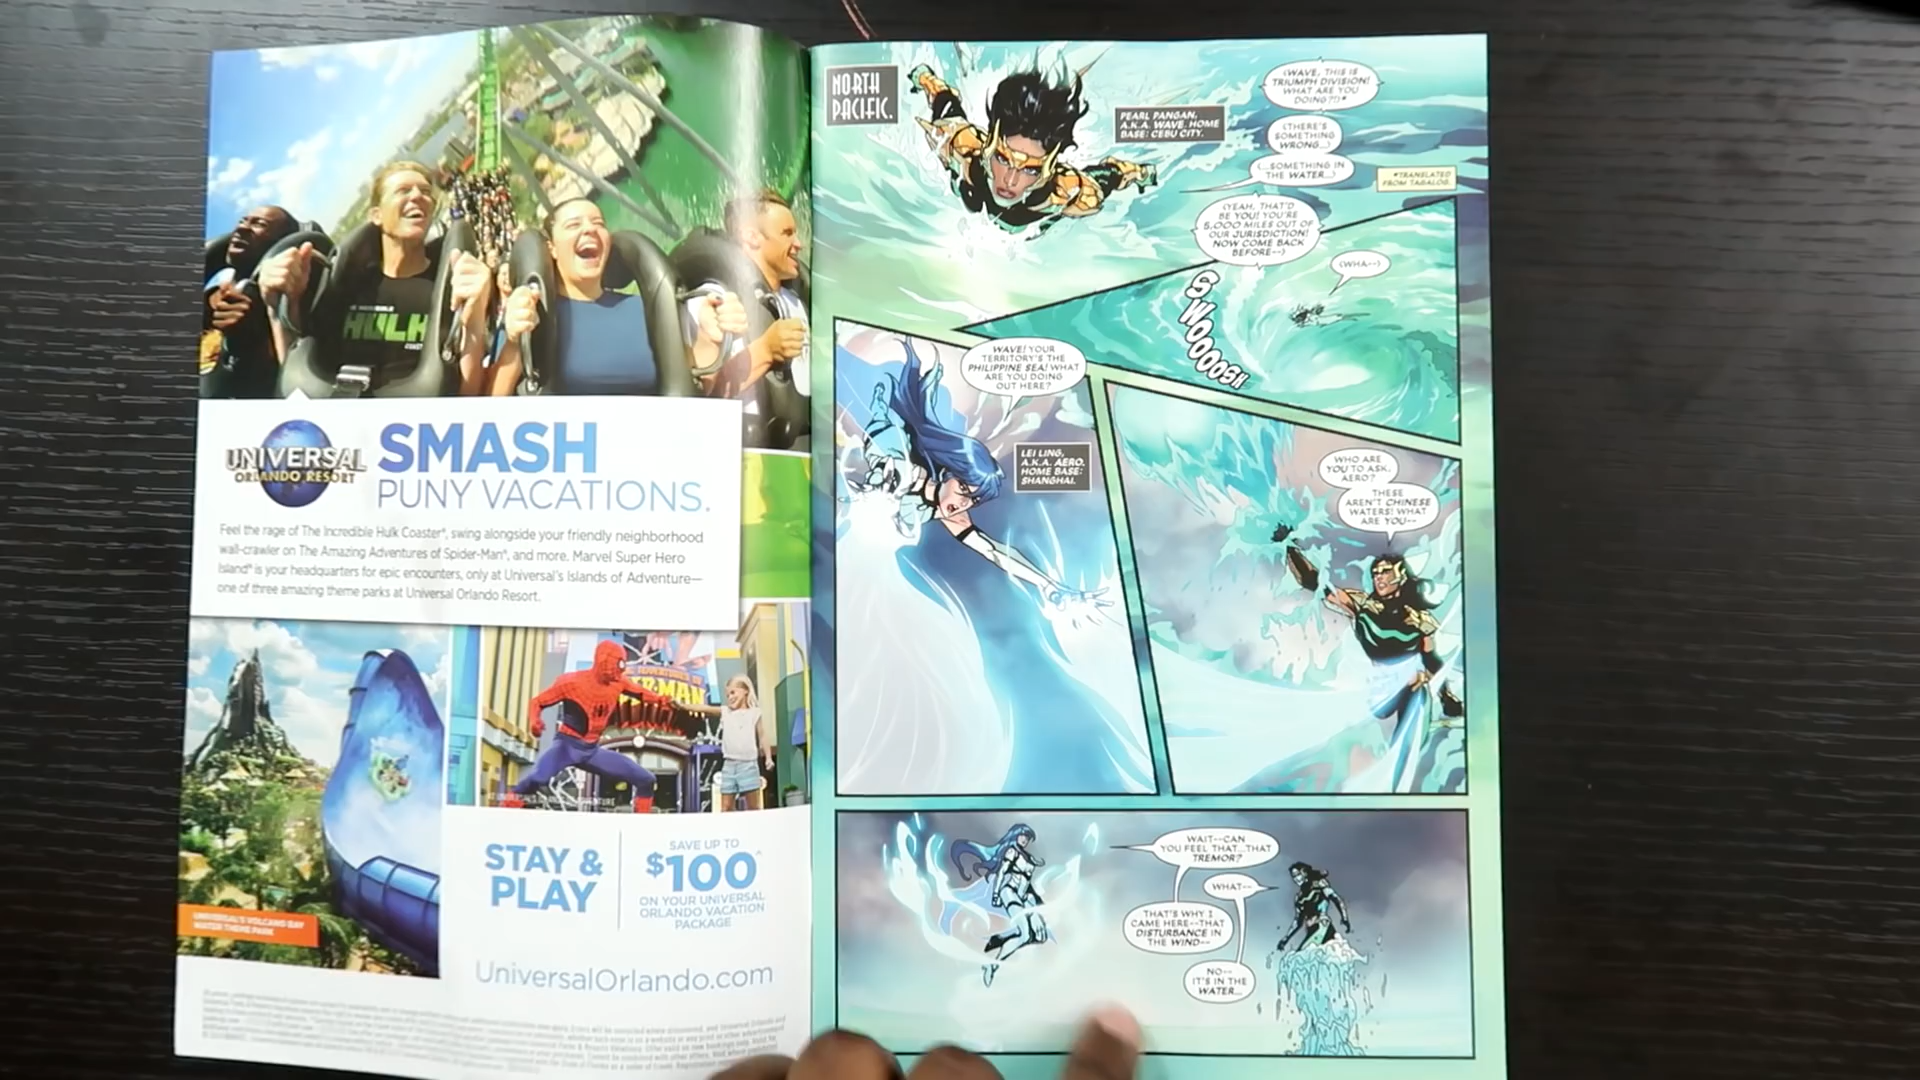 THE INCREDIBLE
HULK
COAST
UNIVERSAL
ORLANDO RESORT
SMASH
PUNY VACATIONS.
Feel the rage of The Incredible Hulk Coaster®, swing alongside your friendly neighborhood
wall-crawler on The Amazing Adventures of Spider-Man®, and more. Marvel Super Hero
Island® is your headquarters for epic encounters, only at Universal's Islands of Adventure—
one of three amazing theme parks at Universal Orlando Resort.
UNIVERSAL'S VOLCANO BAY
WATER THEME PARK
STAY &
PLAY
SAVE UP TO
$100^
ON YOUR UNIVERSAL
ORLANDO VACATION
PACKAGE
UniversalOrlando.com
NORTH
PACIFIC.
PEARL PANGAN,
A.K.A. WAVE. HOME
BASE: CEBU CITY.
<WAVE, THIS IS
TRIUMPH DIVISION!
WHAT ARE YOU
DOING?!>*
<THERE'S
SOMETHING
WRONG...>
<...SOMETHING IN
THE WATER...>
*TRANSLATED
FROM TAGALOG.
<YEAH, THAT'D
BE YOU! YOU'RE
5,000 MILES OUT OF
OUR JURISDICTION!
NOW COME BACK
BEFORE-->
<WHA-->
SWOOOOSH
WAVE! YOUR
TERRITORY'S THE
PHILIPPINE SEA! WHAT
ARE YOU DOING
OUT HERE?
LEI LING,
A.K.A. AERO.
HOME BASE:
SHANGHAI.
WHO ARE
YOU TO ASK,
AERO?
THESE
AREN'T CHINESE
WATERS! WHAT
ARE YOU--
WAIT--CAN
YOU FEEL THAT...THAT
TREMOR?
WHAT--
THAT'S WHY I
CAME HERE--THAT
DISTURBANCE IN
THE WIND--
NO--
IT'S IN THE
WATER...